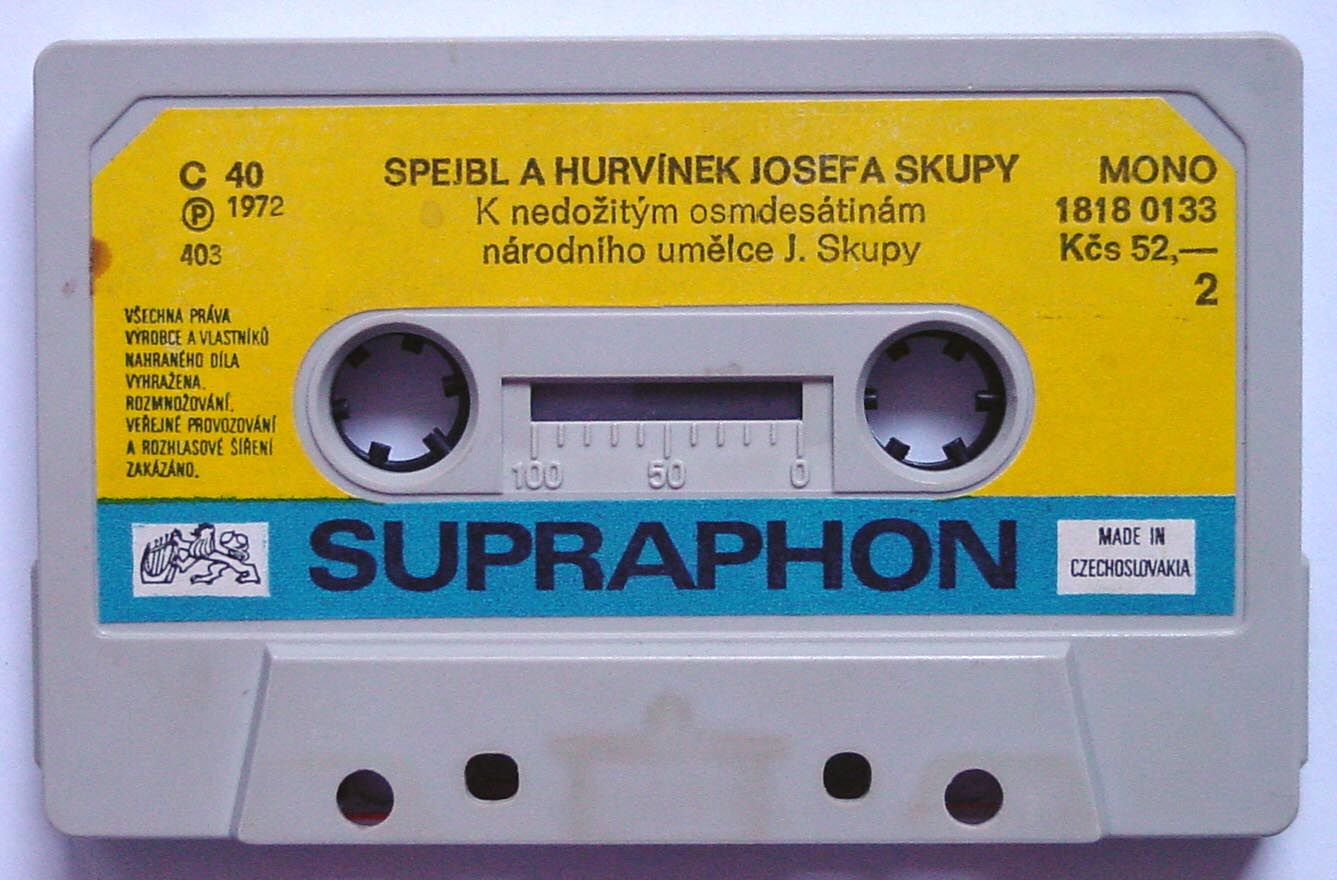 C 40
Ⓟ 1972
403
SPEJBL A HURVÍNEK JOSEFA SKUPY
K nedožitým osmdesátinám
národního umělce J. Skupy
MONO
1818 0133
Kčs 52,—
2
VŠECHNA PRÁVA
VÝROBCE A VLASTNÍKŮ
NAHRANÉHO DÍLA
VYHRAŽENA.
ROZMNOŽOVÁNÍ,
VEŘEJNÉ PROVOZOVÁNÍ
A ROZHLASOVÉ ŠÍŘENÍ
ZAKÁZÁNO.
100 50 0
SUPRAPHON
MADE IN
CZECHOSLOVAKIA